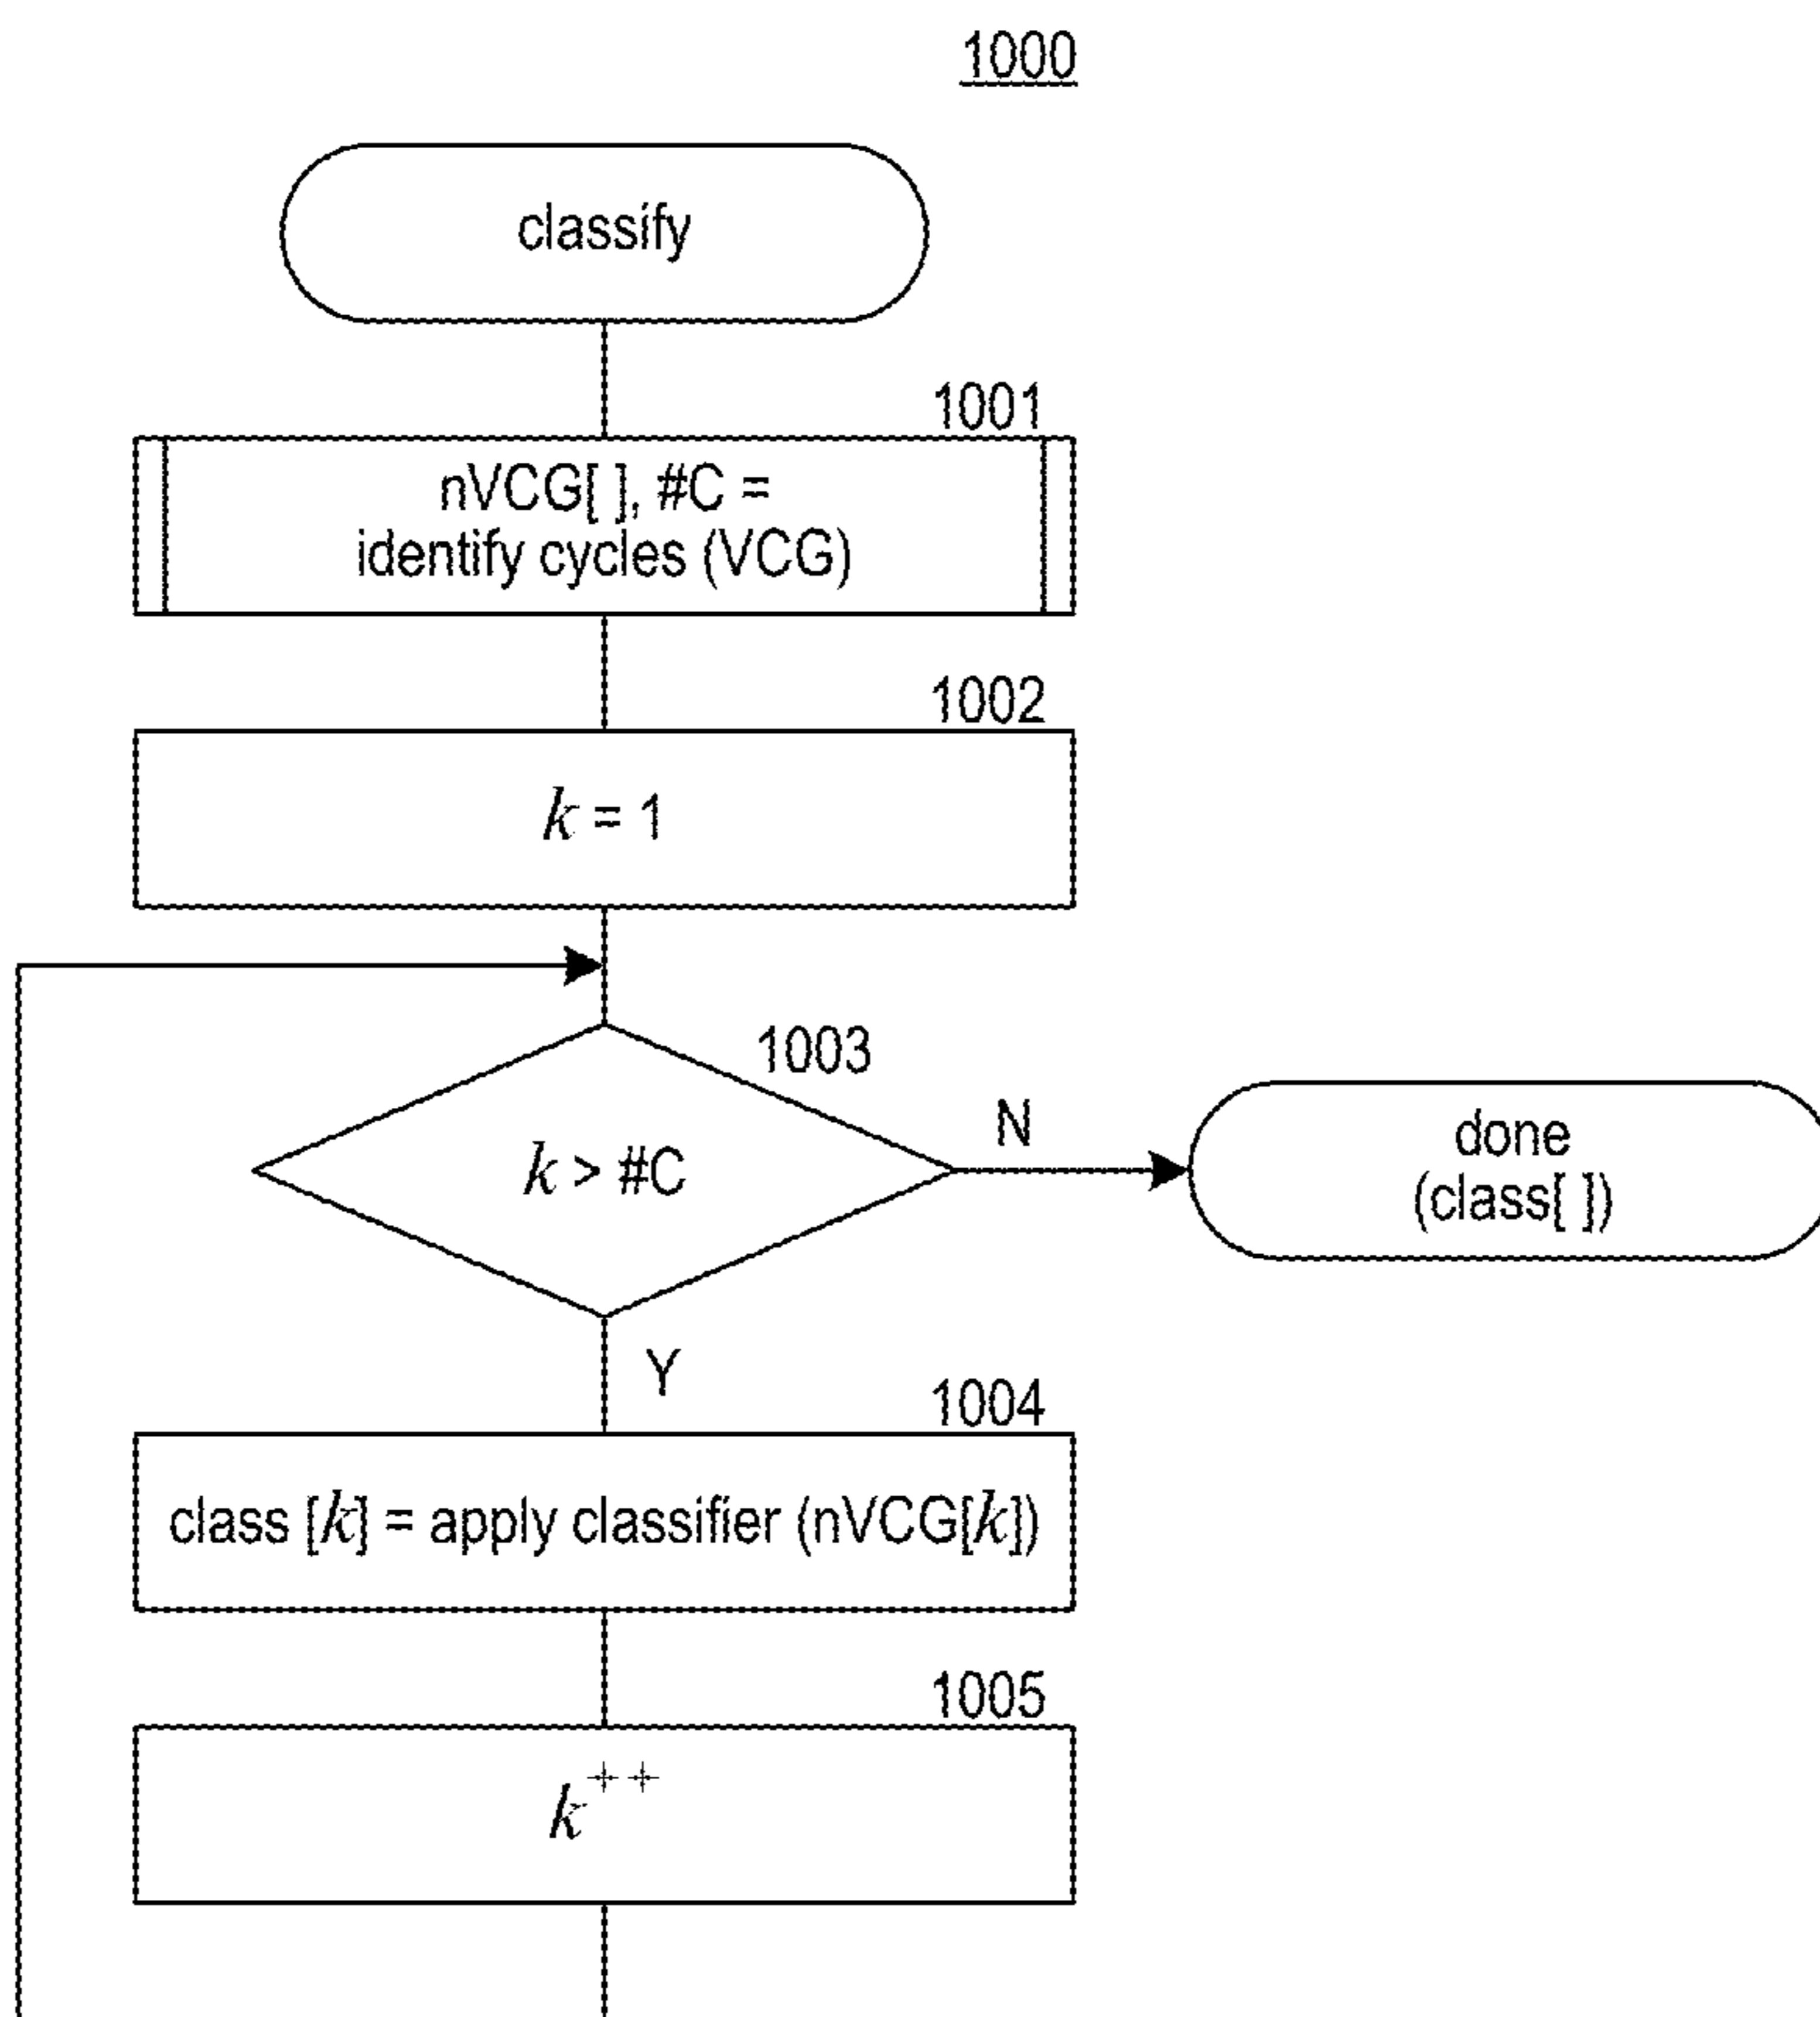 1000
classify
1001
nVCG[ ], #C =
identify cycles (VCG)
1002
k = 1
1003
k > #C
N
done
(class[ ])
Y
1004
class [k] = apply classifier (nVCG[k])
1005
k++